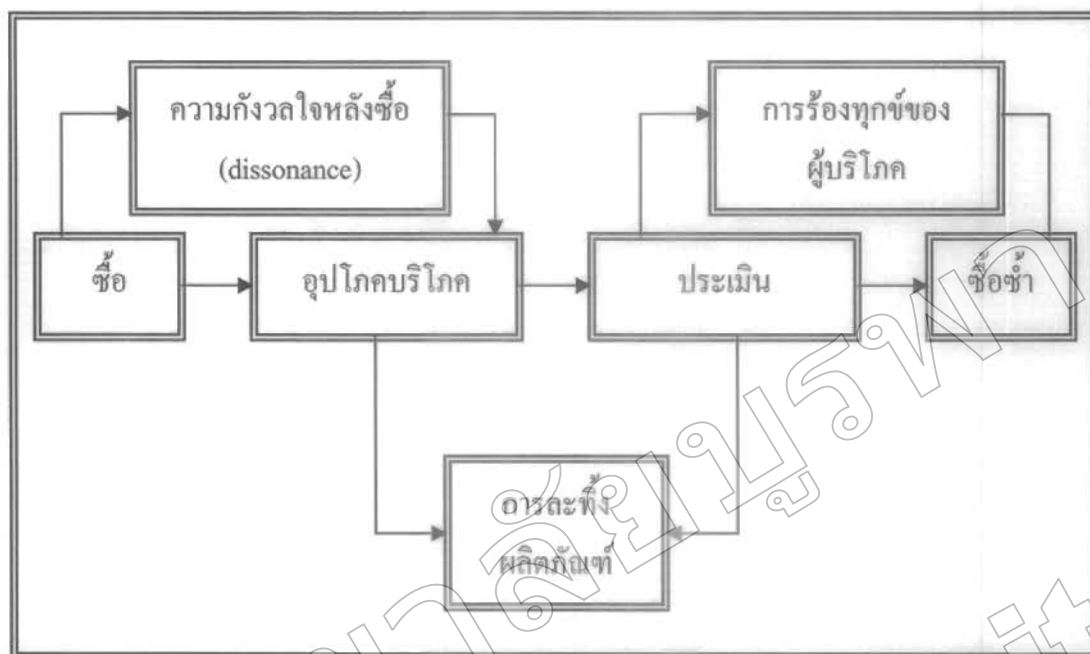 ความกังวลใจหลังซื้อ
(dissonance)
การร้องทุกข์ของ
ผู้บริโภค
ซื้อ
อุปโภคบริโภค
ประเมิน
ซื้อซ้ำ
การละทิ้ง
ผลิตภัณฑ์